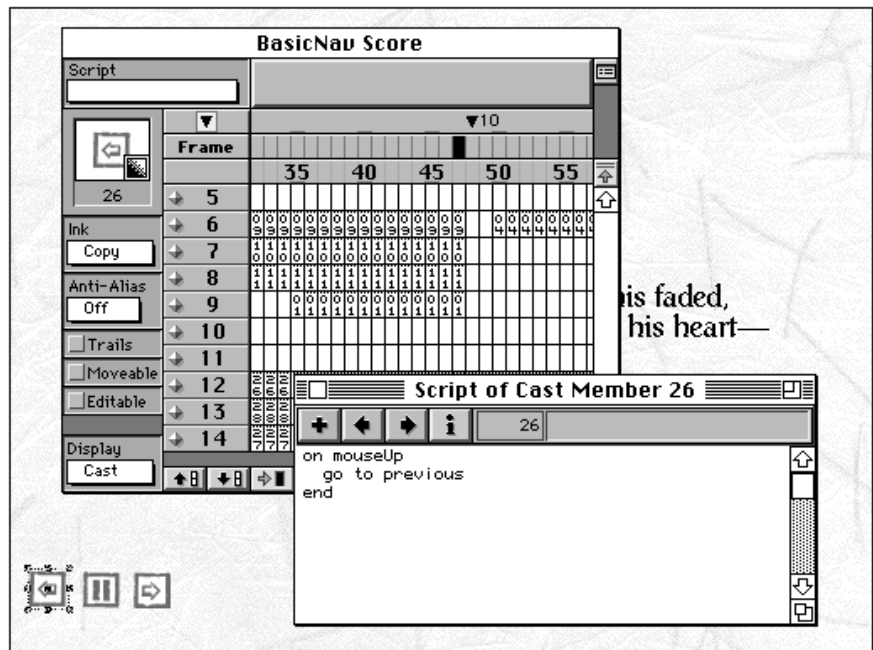 BasicNav Score
Script
10
Frame
35 40 45 50 55
26
5
Ink
6
Copy
7
Anti-Alias
8
Off
9
his faded,
his heart—
10
Trails
11
Moveable
12
Editable
13
14
Display
Cast
Script of Cast Member 26
26
on mouseUp
go to previous
end